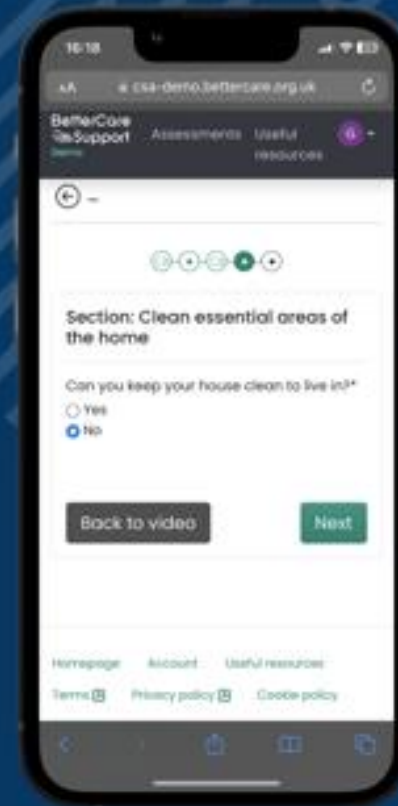 16:18
AA csa-demo.bettercare.org.uk
BetterCare
Support
Demo
Assessments
Useful
resources
G
Section: Clean essential areas of
the home
Can you keep your house clean to live in?*
Yes
No
Back to video
Next
Homepage Account Useful resources
Terms Privacy policy Cookie policy